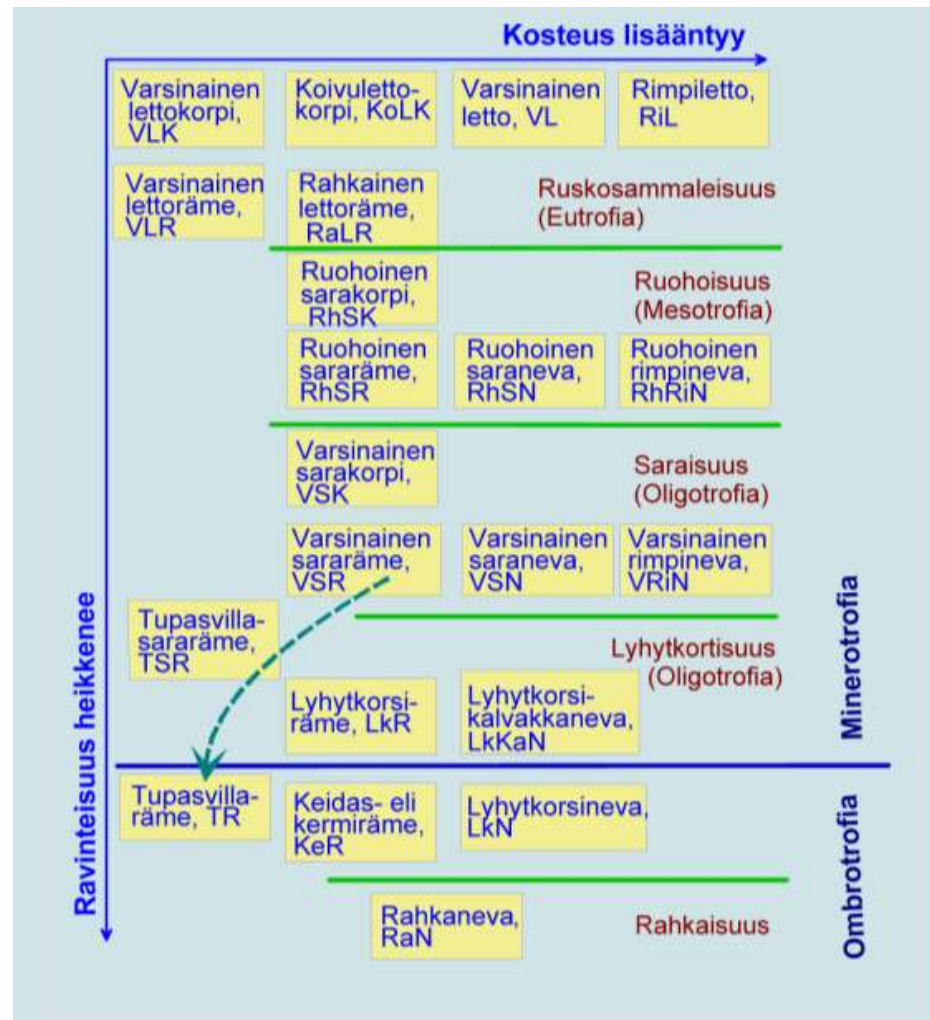 Kosteus lisääntyy
Varsinainen
lettokorpi,
VLK
Koivuletto-
korpi, KoLK
Varsinainen
letto, VL
Rimpiletto,
RiL
Varsinainen
lettoräme,
VLR
Rahkainen
lettoräme,
RaLR
Ruskosammaleisuus
(Eutrofia)
Ruohoinen
sarakorpi,
RhSK
Ruohoisuus
(Mesotrofia)
Ruohoinen
sararäme,
RhSR
Ruohoinen
saraneva,
RhSN
Ruohoinen
rimpineva,
RhRiN
Varsinainen
sarakorpi,
VSK
Saraisuus
(Oligotrofia)
Varsinainen
sararäme,
VSR
Varsinainen
saraneva,
VSN
Varsinainen
rimpineva,
VRiN
Tupasvilla-
sararäme,
TSR
Lyhytkortisuus
(Oligotrofia)
Lyhytkorsi-
räme, LkR
Lyhytkorsi-
kalvakkaneva,
LkKaN
Tupasvilla-
räme, TR
Keidas- eli
kermiräme,
KeR
Lyhytkorsineva,
LkN
Rahkaneva,
RaN
Rahkaisuus
Ravinteisuus heikkenee
Minerotrofia
Ombrotrofia